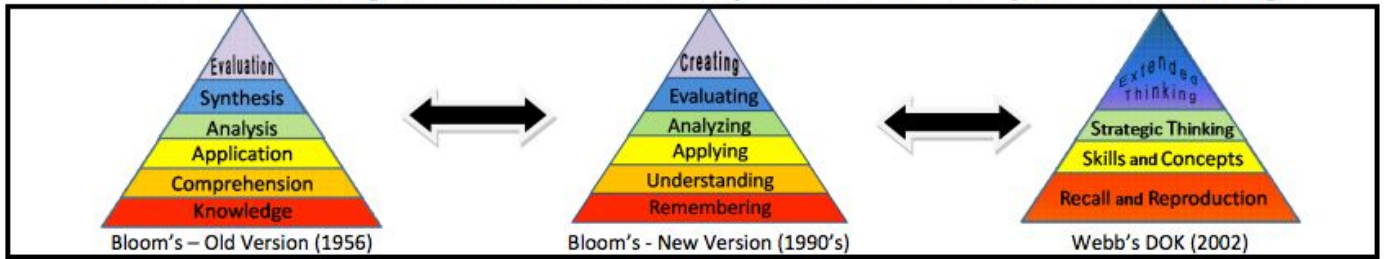 Evaluation
Synthesis
Analysis
Application
Comprehension
Knowledge
Bloom's – Old Version (1956)
Creating
Evaluating
Analyzing
Applying
Understanding
Remembering
Bloom's - New Version (1990's)
Extended
Thinking
Strategic Thinking
Skills and Concepts
Recall and Reproduction
Webb's DOK (2002)